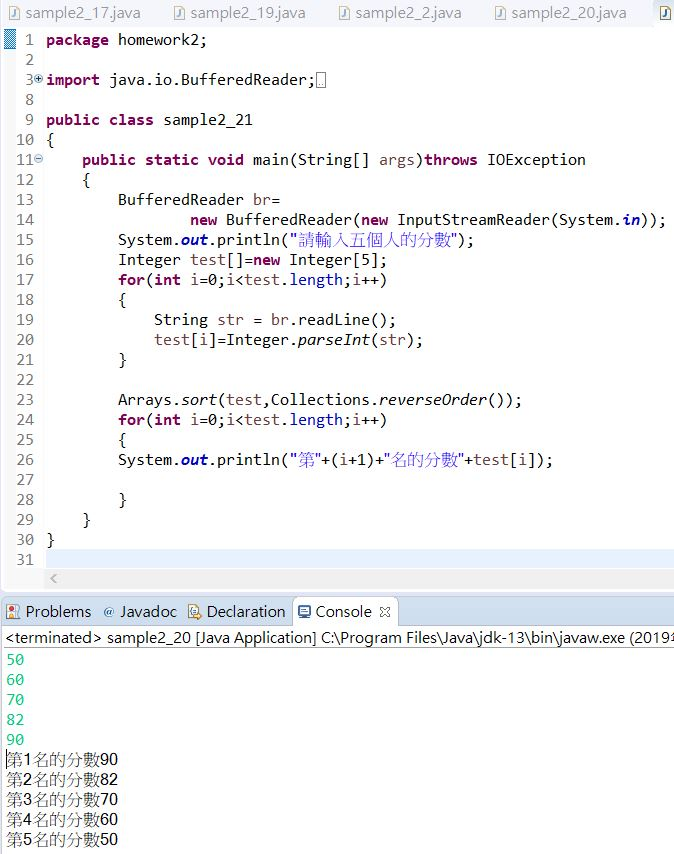 sample2_17.java sample2_19.java sample2_2.java sample2_20.java
1 package homework2;
2
3 import java.io.BufferedReader;
8
9 public class sample2_21
10 {
11 public static void main(String[] args)throws IOException
12 {
13 BufferedReader br=
14 new BufferedReader(new InputStreamReader(System.in));
15 System.out.println("請輸入五個人的分數");
16 Integer test[]=new Integer[5];
17 for(int i=0;i<test.length;i++)
18 {
19 String str = br.readLine();
20 test[i]=Integer.parseInt(str);
21 }
22
23 Arrays.sort(test,Collections.reverseOrder());
24 for(int i=0;i<test.length;i++)
25 {
26 System.out.println("第"+(i+1)+"名的分數"+test[i]);
27
28 }
29 }
30 }
31
Problems @ Javadoc Declaration Console
<terminated> sample2_20 [Java Application] C:\Program Files\Java\jdk-13\bin\javaw.exe (2019
50
60
70
82
90
第1名的分數90
第2名的分數82
第3名的分數70
第4名的分數60
第5名的分數50